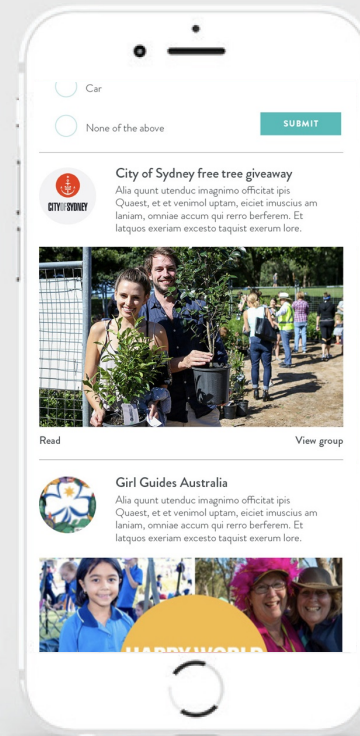 Car
None of the above
SUBMIT
City of Sydney free tree giveaway
CITY OF SYDNEY
Alia quunt utenduc imagnimo officitat ipis
Quaest, et et venimol uptam, eiciet imuscius am
laniam, omniae accum qui rerro berferem. Et
latquos exeriam excesto taquist exerum lore.
Read
View group
Girl Guides Australia
Alia quunt utenduc imagnimo officitat ipis
Quaest, et et venimol uptam, eiciet imuscius am
laniam, omniae accum qui rerro berferem. Et
latquos exeriam excesto taquist exerum lore.
HAPPY WORLD